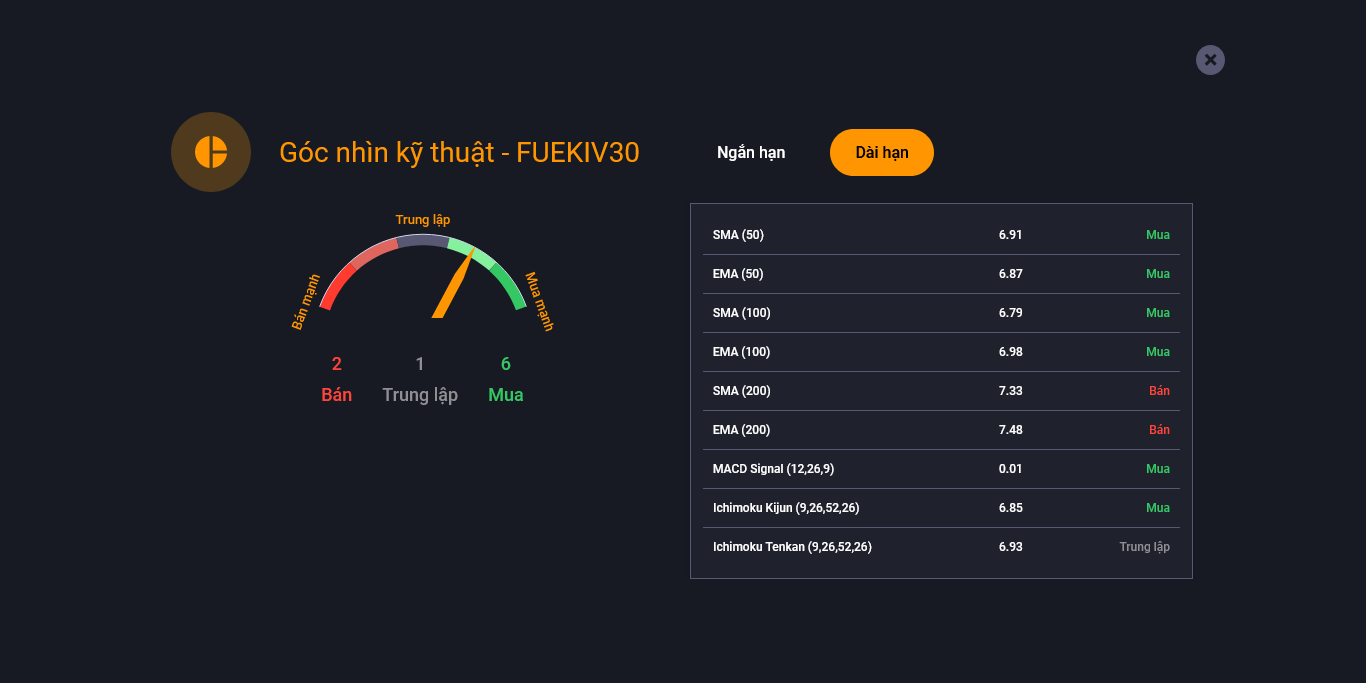 Góc nhìn kỹ thuật - FUEKIV30
Ngắn hạn
Dài hạn
Trung lập
Bán mạnh
Mua mạnh
2
1
6
Bán
Trung lập
Mua
SMA (50) 6.91 Mua
EMA (50) 6.87 Mua
SMA (100) 6.79 Mua
EMA (100) 6.98 Mua
SMA (200) 7.33 Bán
EMA (200) 7.48 Bán
MACD Signal (12,26,9) 0.01 Mua
Ichimoku Kijun (9,26,52,26) 6.85 Mua
Ichimoku Tenkan (9,26,52,26) 6.93 Trung lập